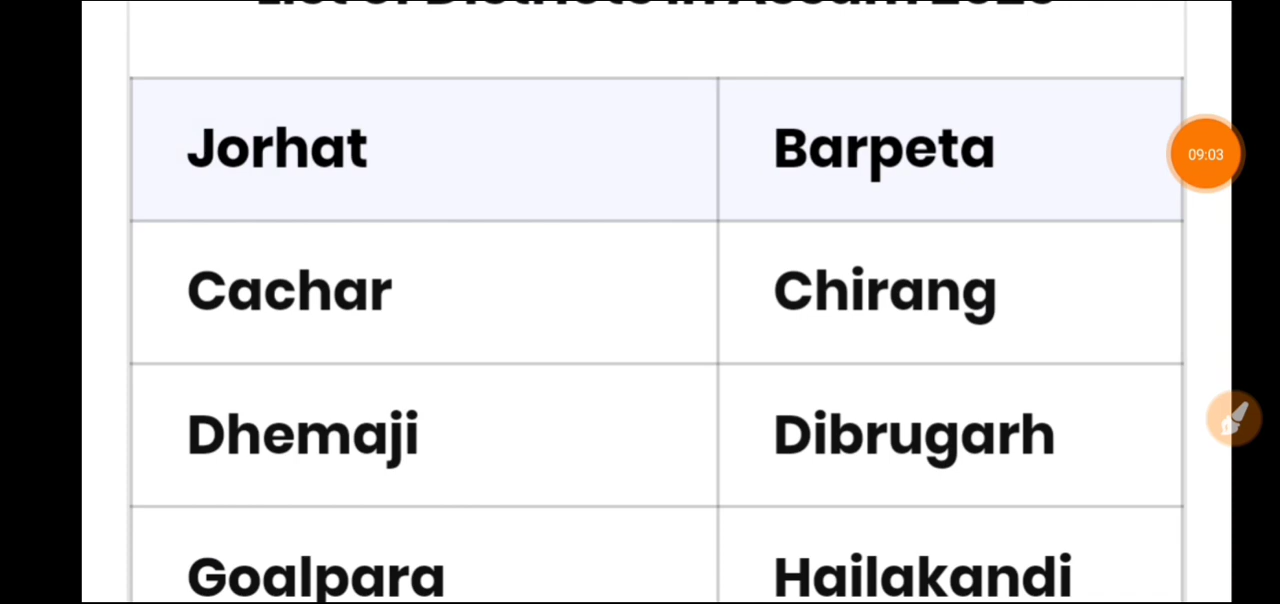 Jorhat Barpeta
09:03
Cachar Chirang
Dhemaji Dibrugarh
Goalpara Hailakandi